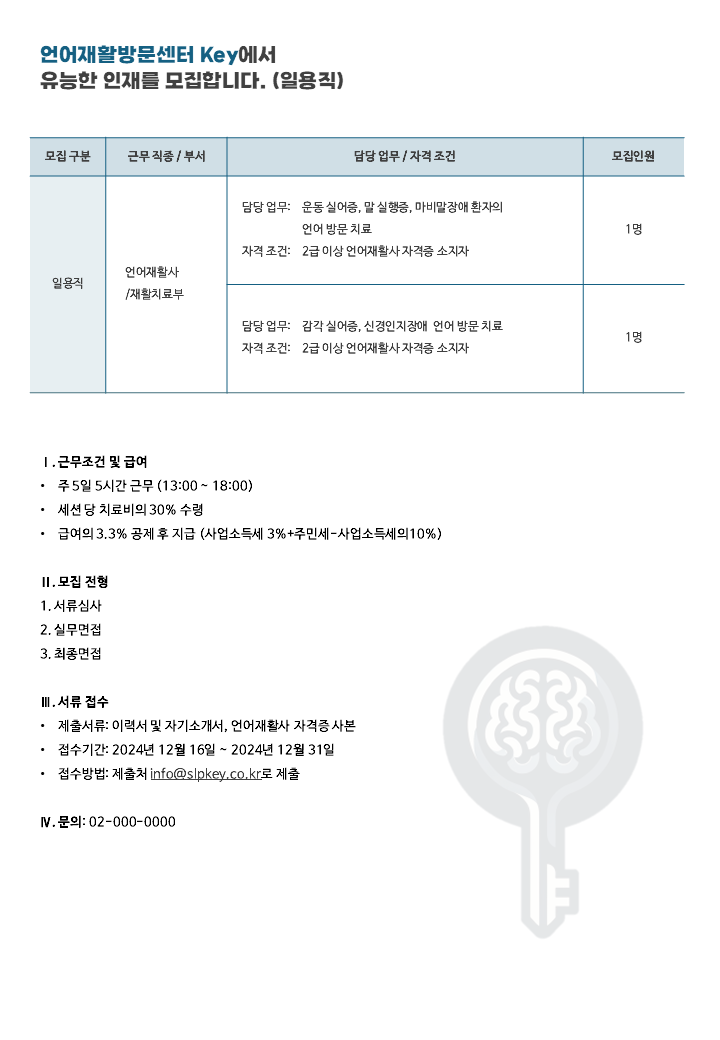 언어재활방문센터 Key에서
유능한 인재를 모집합니다. (일용직)
모집 구분 근무 직종 / 부서 담당 업무 / 자격 조건 모집인원
일용직
언어재활사
/재활치료부
담당 업무: 운동 실어증, 말 실행증, 마비말장애 환자의
언어 방문 치료
자격 조건: 2급 이상 언어재활사 자격증 소지자
1명
담당 업무: 감각 실어증, 신경인지장애 언어 방문 치료
자격 조건: 2급 이상 언어재활사 자격증 소지자
1명
Ⅰ. 근무조건 및 급여
• 주 5일 5시간 근무 (13:00 ~ 18:00)
• 세션 당 치료비의 30% 수령
• 급여의 3.3% 공제 후 지급 (사업소득세 3%+주민세-사업소득세의10%)
Ⅱ. 모집 전형
1. 서류심사
2. 실무면접
3. 최종면접
Ⅲ. 서류 접수
• 제출서류: 이력서 및 자기소개서, 언어재활사 자격증 사본
• 접수기간: 2024년 12월 16일 ~ 2024년 12월 31일
• 접수방법: 제출처 info@slpkey.co.kr로 제출
Ⅳ. 문의: 02-000-0000